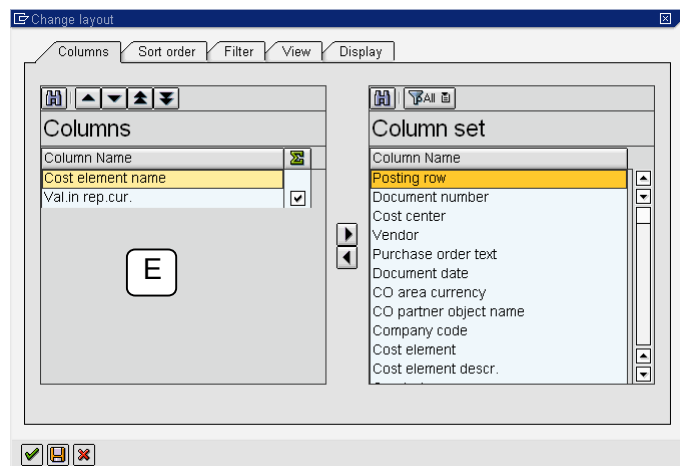 Change layout
Columns Sort order Filter View Display
All
Columns
Column set
Column Name
Cost element name
Val.in rep.cur.
E
Column Name
Posting row
Document number
Cost center
Vendor
Purchase order text
Document date
CO area currency
CO partner object name
Company code
Cost element
Cost element descr.